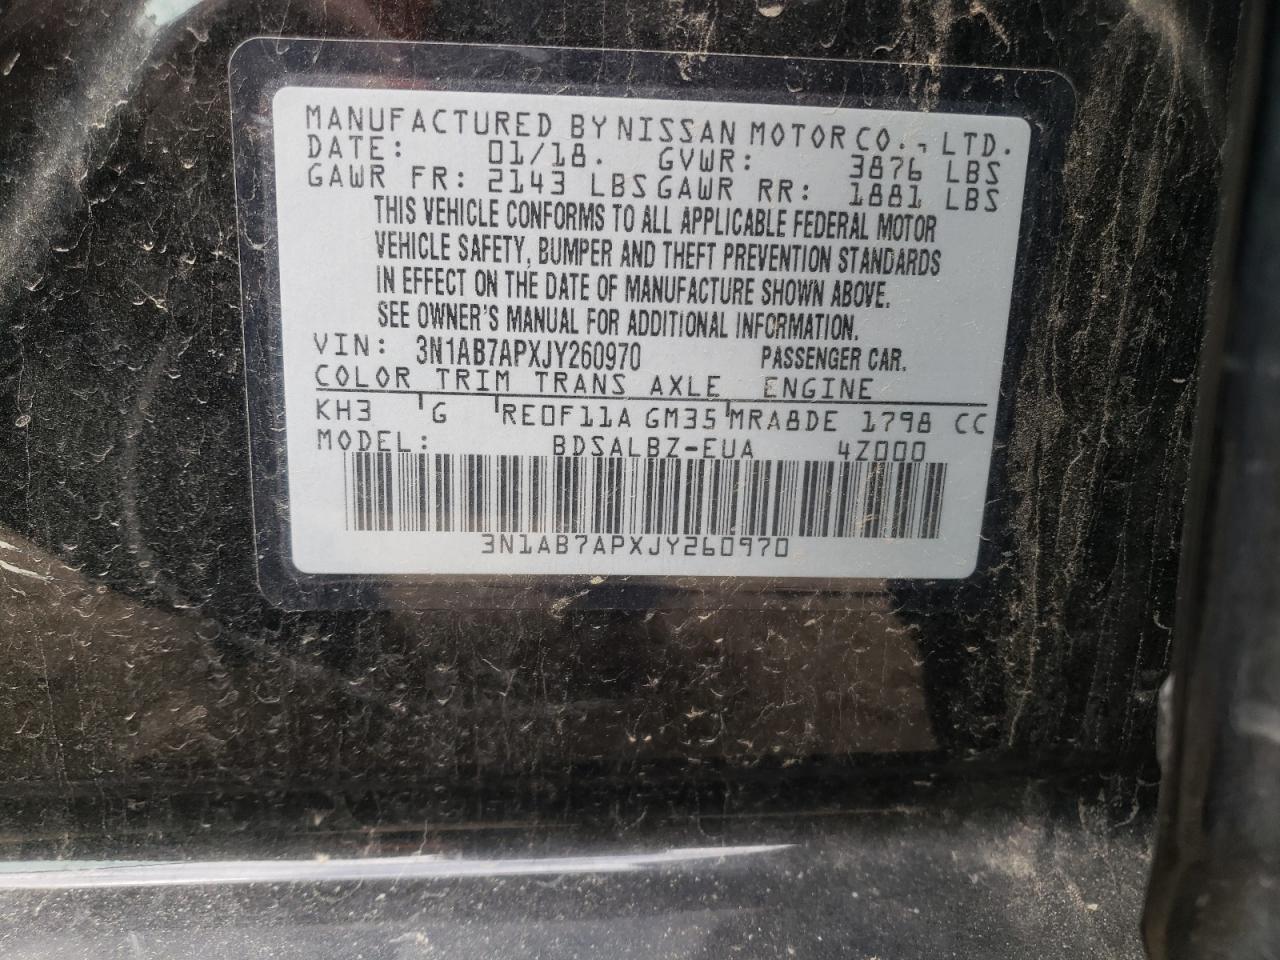 MANUFACTURED BY NISSAN MOTOR CO., LTD.
DATE: 01/18. GVWR: 3876 LBS
GAWR FR: 2143 LBS GAWR RR: 1881 LBS
THIS VEHICLE CONFORMS TO ALL APPLICABLE FEDERAL MOTOR
VEHICLE SAFETY, BUMPER AND THEFT PREVENTION STANDARDS
IN EFFECT ON THE DATE OF MANUFACTURE SHOWN ABOVE.
SEE OWNER'S MANUAL FOR ADDITIONAL INFORMATION.
VIN: 3N1AB7APXJY260970 PASSENGER CAR.
COLOR TRIM TRANS AXLE ENGINE
KH3 G RE0F11A GM35 MRA8DE 1798 CC
MODEL: BDSALBZ-EUA 4Z000
3N1AB7APXJY260970